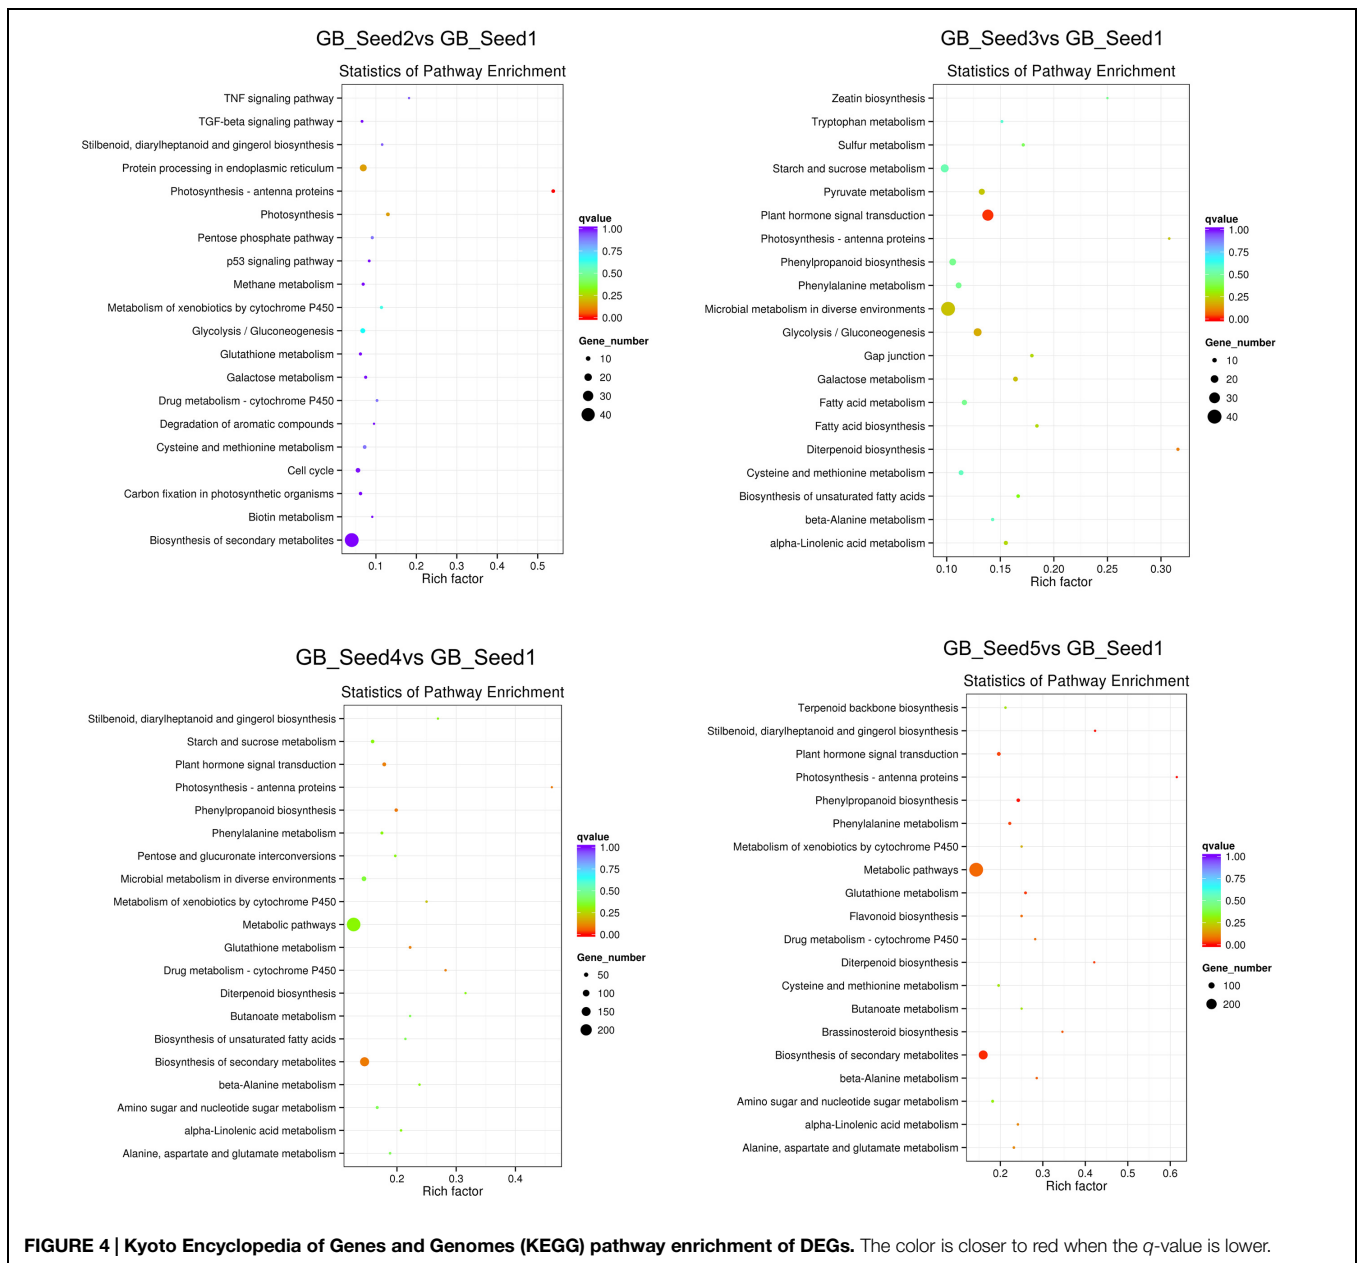 GB_Seed2vs GB_Seed1
Statistics of Pathway Enrichment
TNF signaling pathway
TGF-beta signaling pathway
Stilbenoid, diarylheptanoid and gingerol biosynthesis
Protein processing in endoplasmic reticulum
Photosynthesis - antenna proteins
Photosynthesis
Pentose phosphate pathway
p53 signaling pathway
Methane metabolism
Metabolism of xenobiotics by cytochrome P450
Glycolysis / Gluconeogenesis
Glutathione metabolism
Galactose metabolism
Drug metabolism - cytochrome P450
Degradation of aromatic compounds
Cysteine and methionine metabolism
Cell cycle
Carbon fixation in photosynthetic organisms
Biotin metabolism
Biosynthesis of secondary metabolites
0.1 0.2 0.3 0.4 0.5
Rich factor
qvalue
1.00
0.75
0.50
0.25
0.00
Gene_number
10
20
30
40
GB_Seed3vs GB_Seed1
Statistics of Pathway Enrichment
Zeatin biosynthesis
Tryptophan metabolism
Sulfur metabolism
Starch and sucrose metabolism
Pyruvate metabolism
Plant hormone signal transduction
Photosynthesis - antenna proteins
Phenylpropanoid biosynthesis
Phenylalanine metabolism
Microbial metabolism in diverse environments
Glycolysis / Gluconeogenesis
Gap junction
Galactose metabolism
Fatty acid metabolism
Fatty acid biosynthesis
Diterpenoid biosynthesis
Cysteine and methionine metabolism
Biosynthesis of unsaturated fatty acids
beta-Alanine metabolism
alpha-Linolenic acid metabolism
0.10 0.15 0.20 0.25 0.30
Rich factor
qvalue
1.00
0.75
0.50
0.25
0.00
Gene_number
10
20
30
40
GB_Seed4vs GB_Seed1
Statistics of Pathway Enrichment
Stilbenoid, diarylheptanoid and gingerol biosynthesis
Starch and sucrose metabolism
Plant hormone signal transduction
Photosynthesis - antenna proteins
Phenylpropanoid biosynthesis
Phenylalanine metabolism
Pentose and glucuronate interconversions
Microbial metabolism in diverse environments
Metabolism of xenobiotics by cytochrome P450
Metabolic pathways
Glutathione metabolism
Drug metabolism - cytochrome P450
Diterpenoid biosynthesis
Butanoate metabolism
Biosynthesis of unsaturated fatty acids
Biosynthesis of secondary metabolites
beta-Alanine metabolism
Amino sugar and nucleotide sugar metabolism
alpha-Linolenic acid metabolism
Alanine, aspartate and glutamate metabolism
0.2 0.3 0.4
Rich factor
qvalue
1.00
0.75
0.50
0.25
0.00
Gene_number
50
100
150
200
GB_Seed5vs GB_Seed1
Statistics of Pathway Enrichment
Terpenoid backbone biosynthesis
Stilbenoid, diarylheptanoid and gingerol biosynthesis
Plant hormone signal transduction
Photosynthesis - antenna proteins
Phenylpropanoid biosynthesis
Phenylalanine metabolism
Metabolism of xenobiotics by cytochrome P450
Metabolic pathways
Glutathione metabolism
Flavonoid biosynthesis
Drug metabolism - cytochrome P450
Diterpenoid biosynthesis
Cysteine and methionine metabolism
Butanoate metabolism
Brassinosteroid biosynthesis
Biosynthesis of secondary metabolites
beta-Alanine metabolism
Amino sugar and nucleotide sugar metabolism
alpha-Linolenic acid metabolism
Alanine, aspartate and glutamate metabolism
0.2 0.3 0.4 0.5 0.6
Rich factor
qvalue
1.00
0.75
0.50
0.25
0.00
Gene_number
100
200
FIGURE 4 | Kyoto Encyclopedia of Genes and Genomes (KEGG) pathway enrichment of DEGs. The color is closer to red when the q-value is lower.